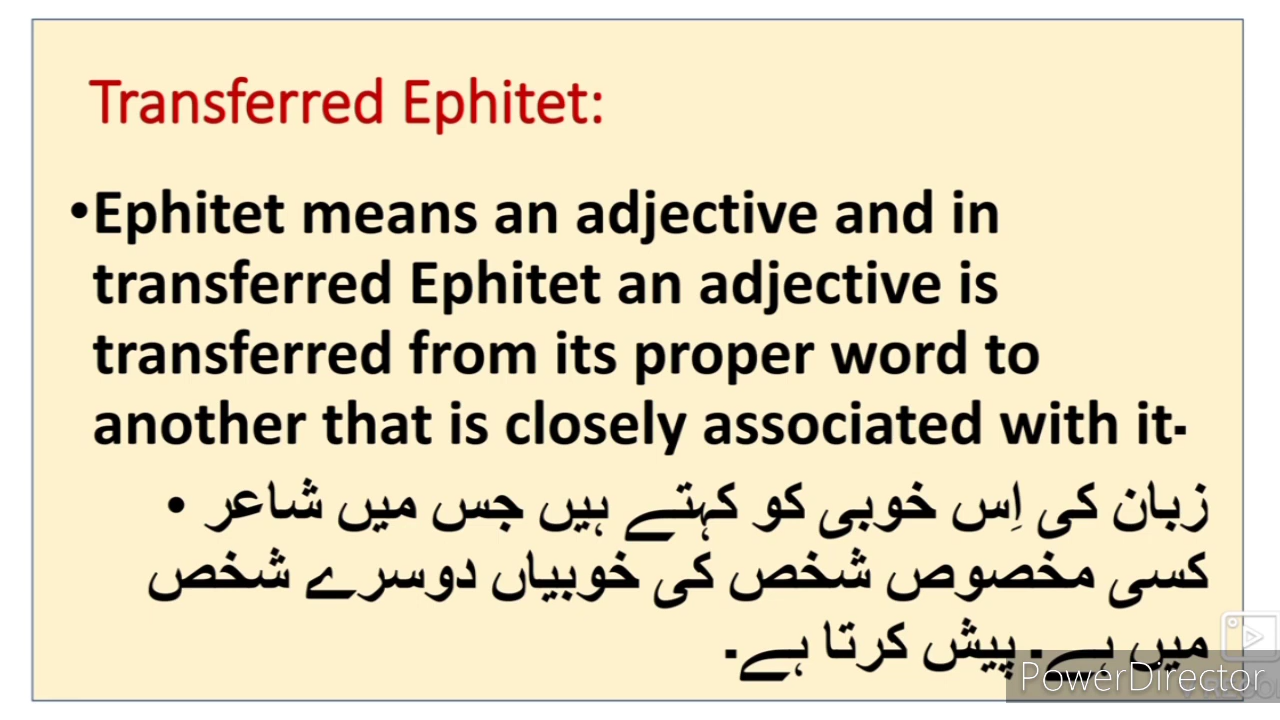 Transferred Ephitet:
•Ephitet means an adjective and in
transferred Ephitet an adjective is
transferred from its proper word to
another that is closely associated with it-
زبان کی اِس خوبی کو کہتے ہیں جس میں شاعر •
کسی مخصوص شخص کی خوبیاں دوسرے شخص
میں ہے۔ پیش کرتا ہے۔
PowerDirector